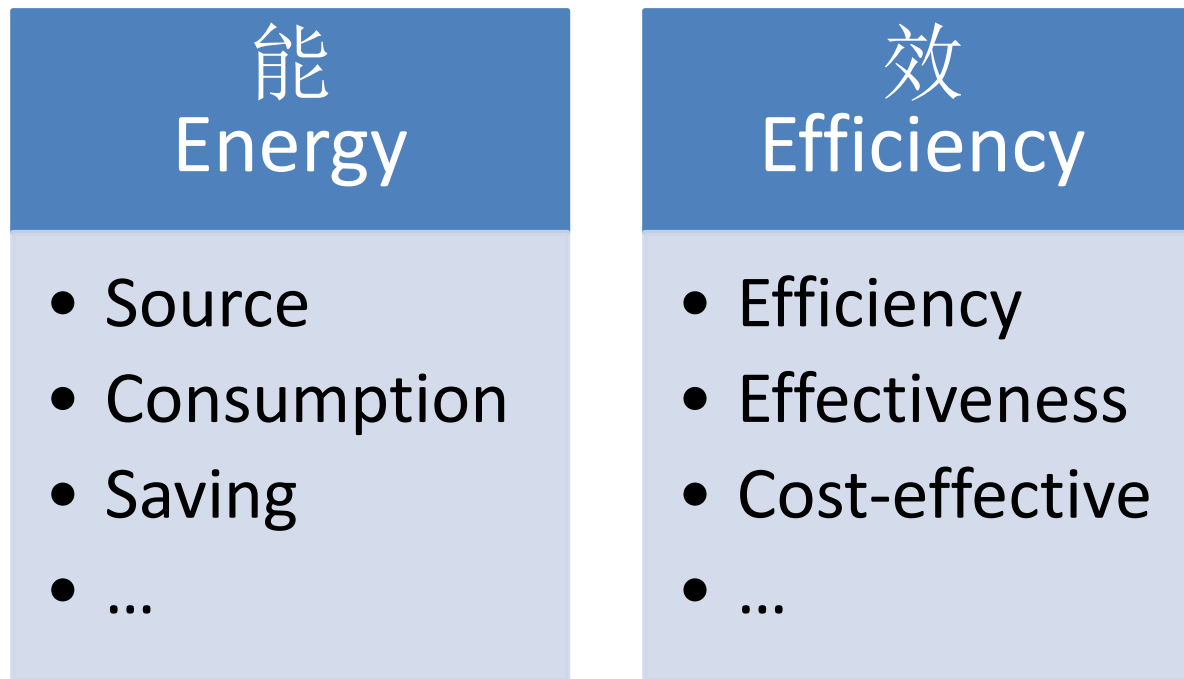 能
Energy
• Source
• Consumption
• Saving
• ...
效
Efficiency
• Efficiency
• Effectiveness
• Cost-effective
• ...